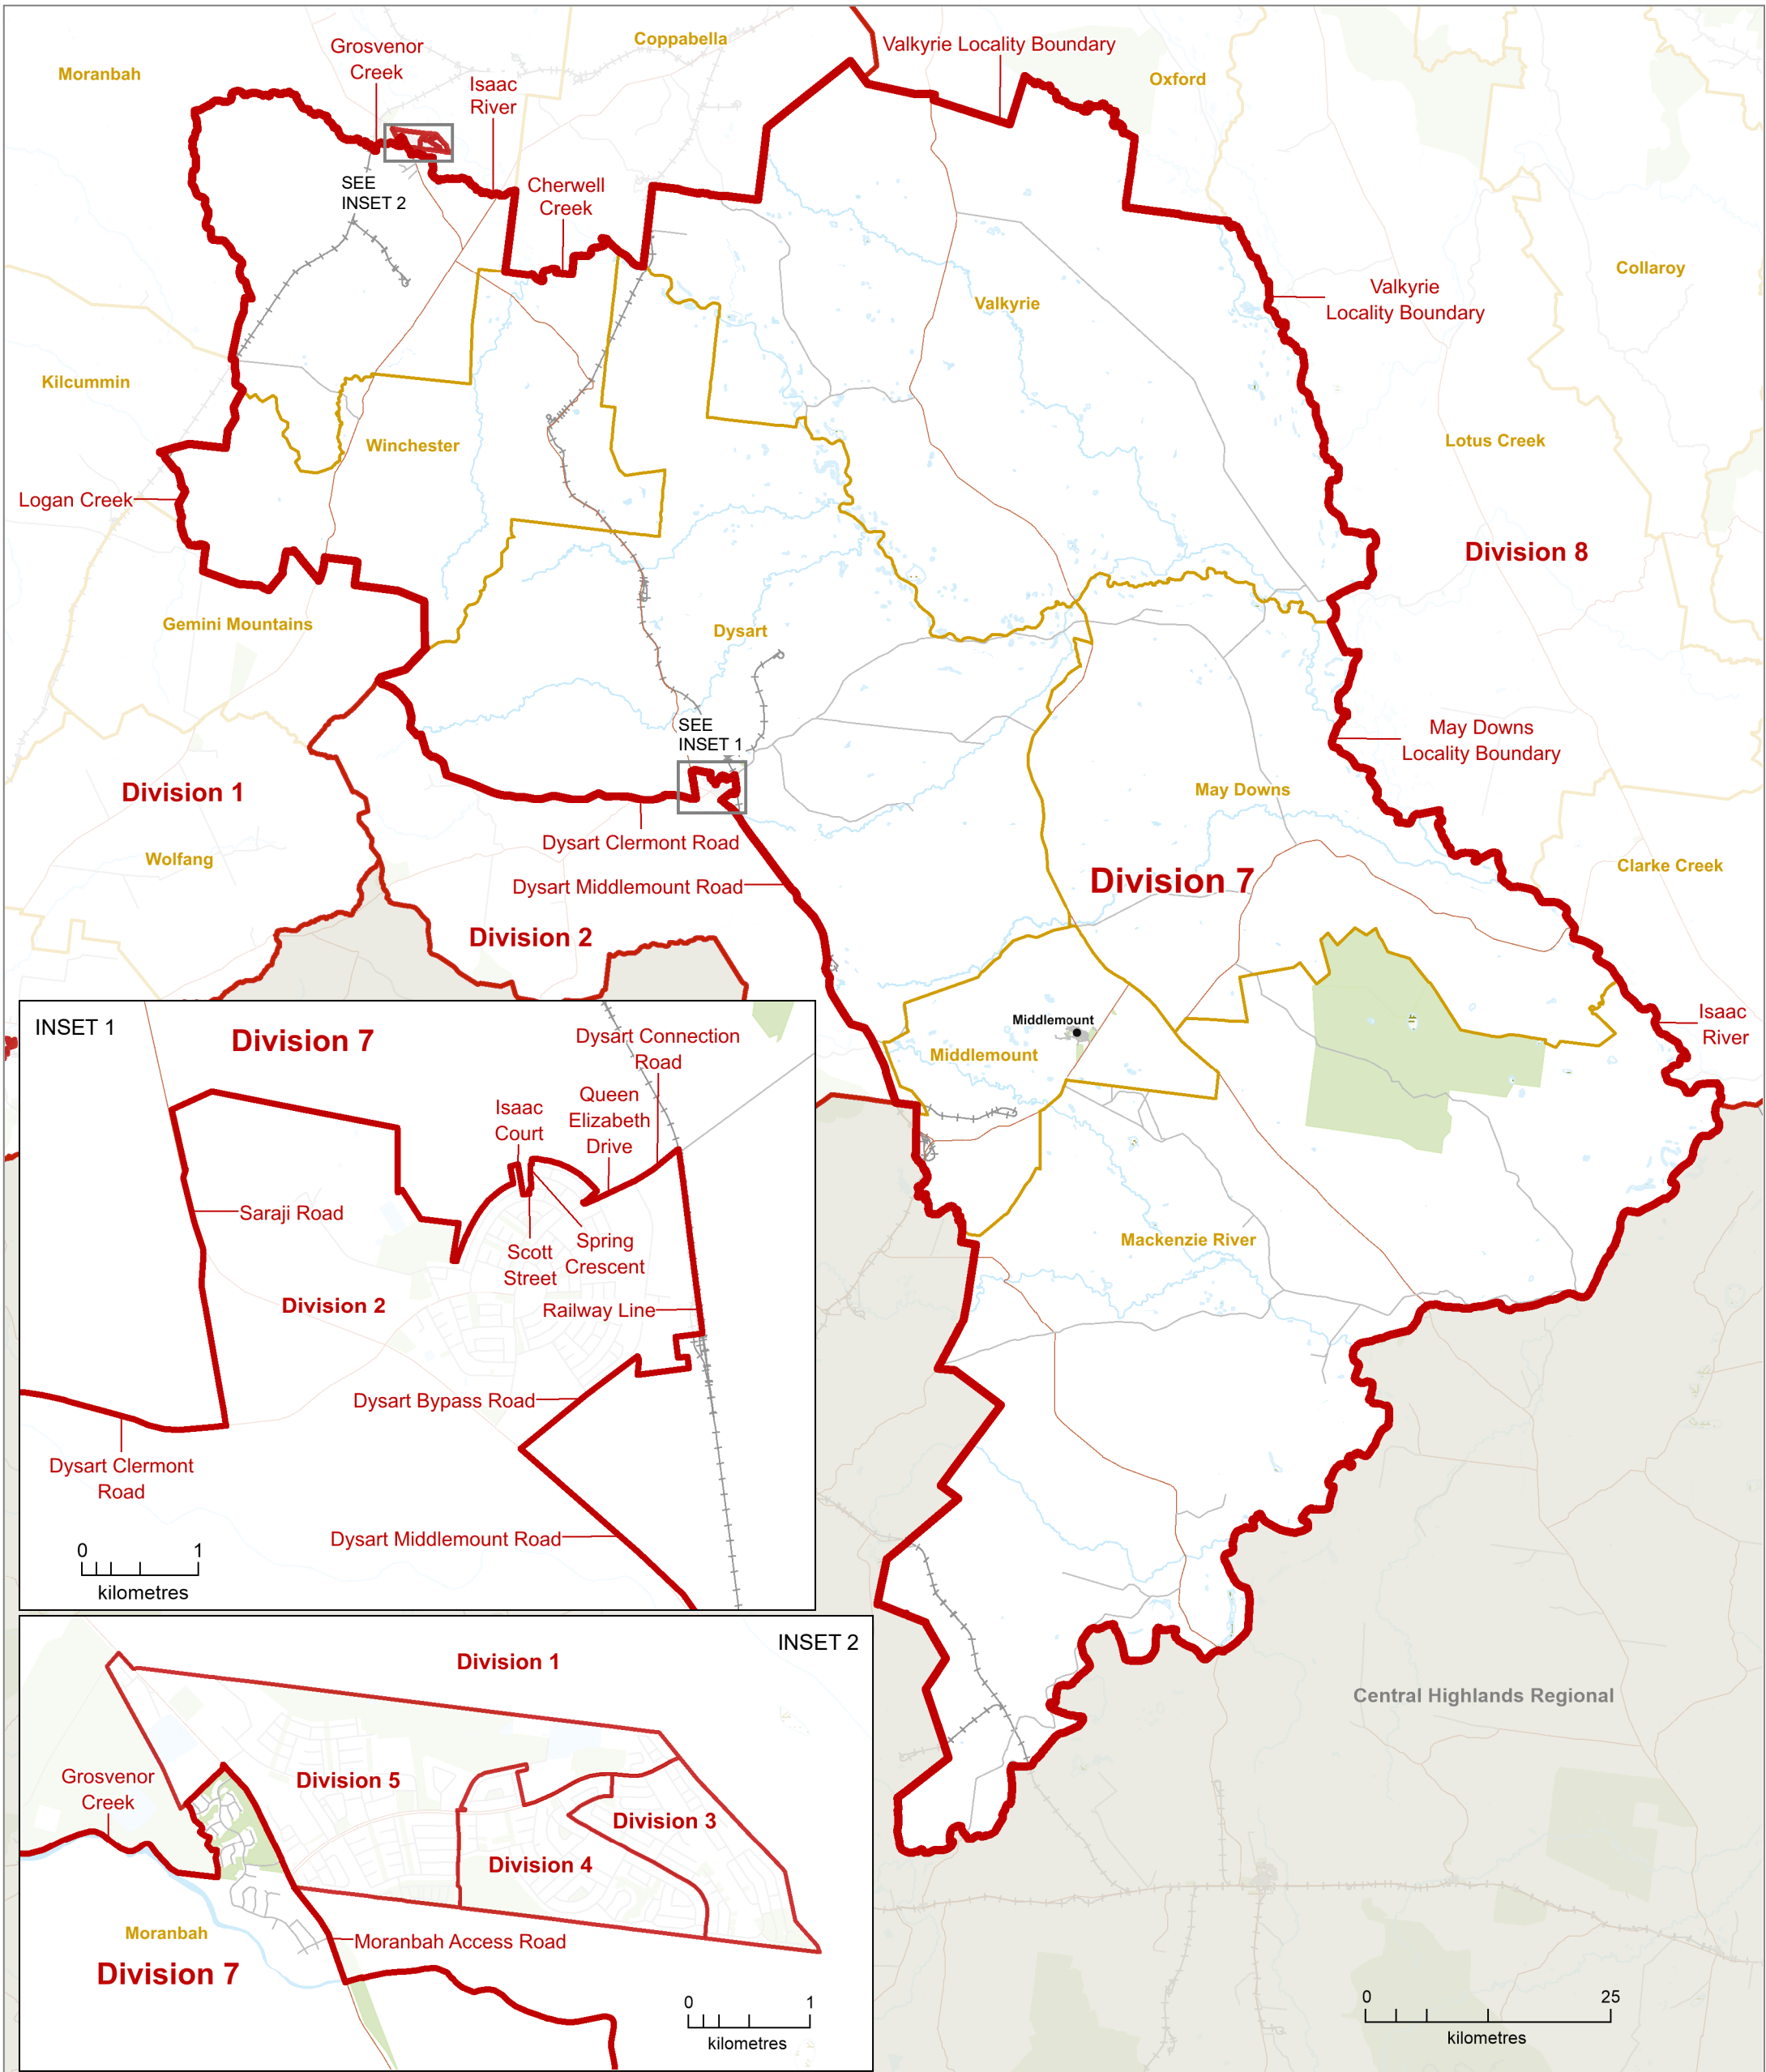 Grosvenor
Creek
Coppabella
Valkyrie Locality Boundary
Moranbah
Isaac
River
Oxford
SEE
INSET 2
Cherwell
Creek
Collaroy
Valkyrie
Locality Boundary
Valkyrie
Kilcummin
Winchester
Lotus Creek
Logan Creek
Division 8
Gemini Mountains
Dysart
SEE
INSET 1
May Downs
Locality Boundary
Division 1
May Downs
Dysart Clermont Road
Wolfang
Clarke Creek
Division 7
Dysart Middlemount Road
Division 2
Middlemount
Isaac
River
Middlemount
Mackenzie River
Central Highlands Regional
0 25
kilometres
INSET 1
Division 7
Dysart Connection
Road
Queen
Elizabeth
Drive
Isaac
Court
Saraji Road
Scott
Street
Spring
Crescent
Division 2
Railway Line
Dysart Bypass Road
Dysart Clermont
Road
Dysart Middlemount Road
0 1
kilometres
INSET 2
Division 1
Grosvenor
Creek
Division 5
Division 3
Division 4
Moranbah
Moranbah Access Road
Division 7
0 1
kilometres